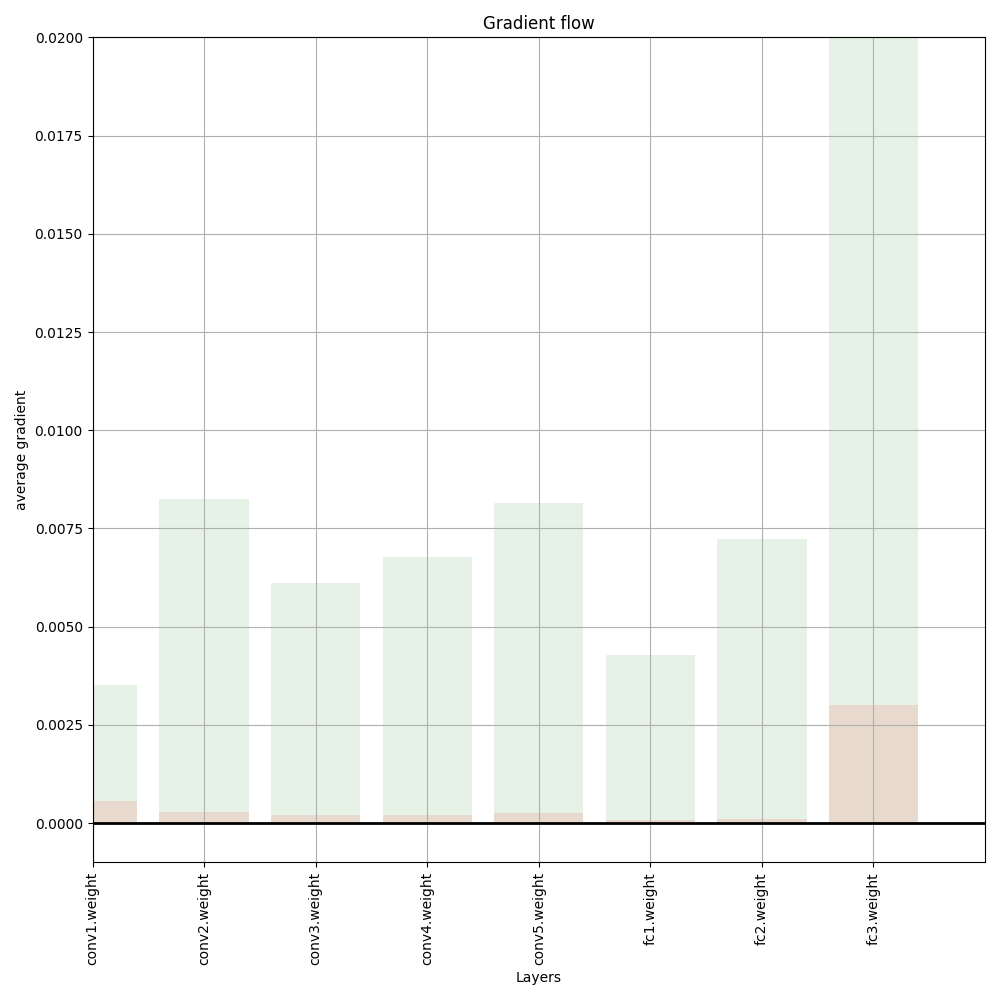 Gradient flow
0.0200
0.0175
0.0150
0.0125
0.0100
0.0075
0.0050
0.0025
0.0000
average gradient
conv1.weight
conv2.weight
conv3.weight
conv4.weight
conv5.weight
fc1.weight
fc2.weight
fc3.weight
Layers